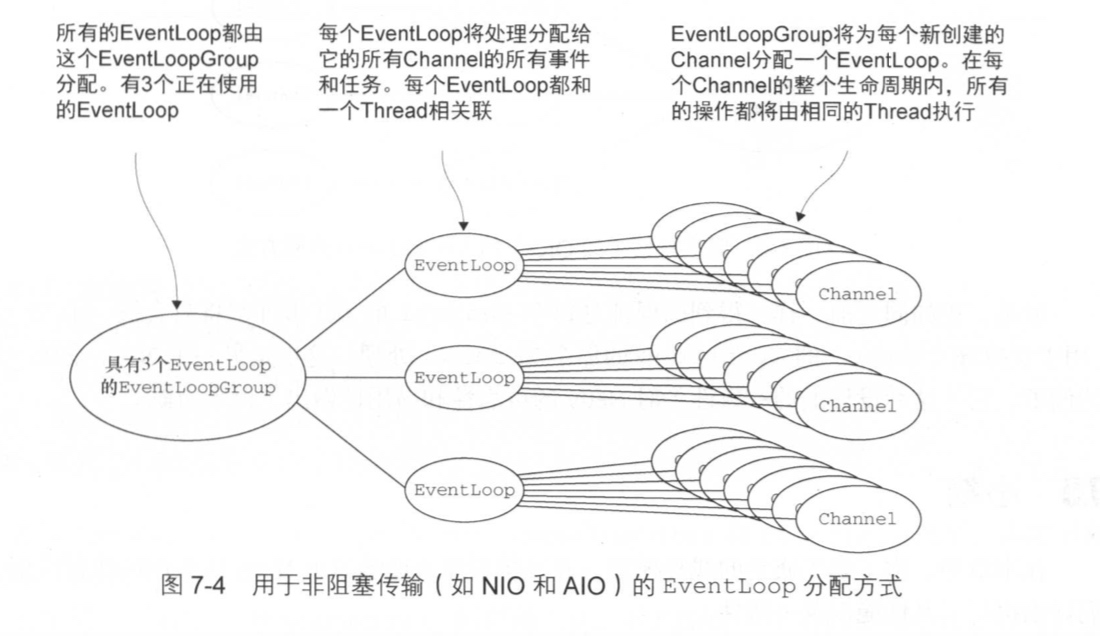 所有的EventLoop都由
这个EventLoopGroup
分配。有3个正在使用
的EventLoop
每个EventLoop将处理分配给
它的所有Channel的所有事件
和任务。每个EventLoop都和
一个Thread相关联
EventLoopGroup将为每个新创建的
Channel分配一个EventLoop。在每
个Channel的整个生命周期内，所有
的操作都将由相同的Thread执行
EventLoop
Channel
具有3个EventLoop
的EventLoopGroup
EventLoop
Channel
EventLoop
Channel
图 7-4 用于非阻塞传输（如 NIO 和 AIO）的 EventLoop 分配方式